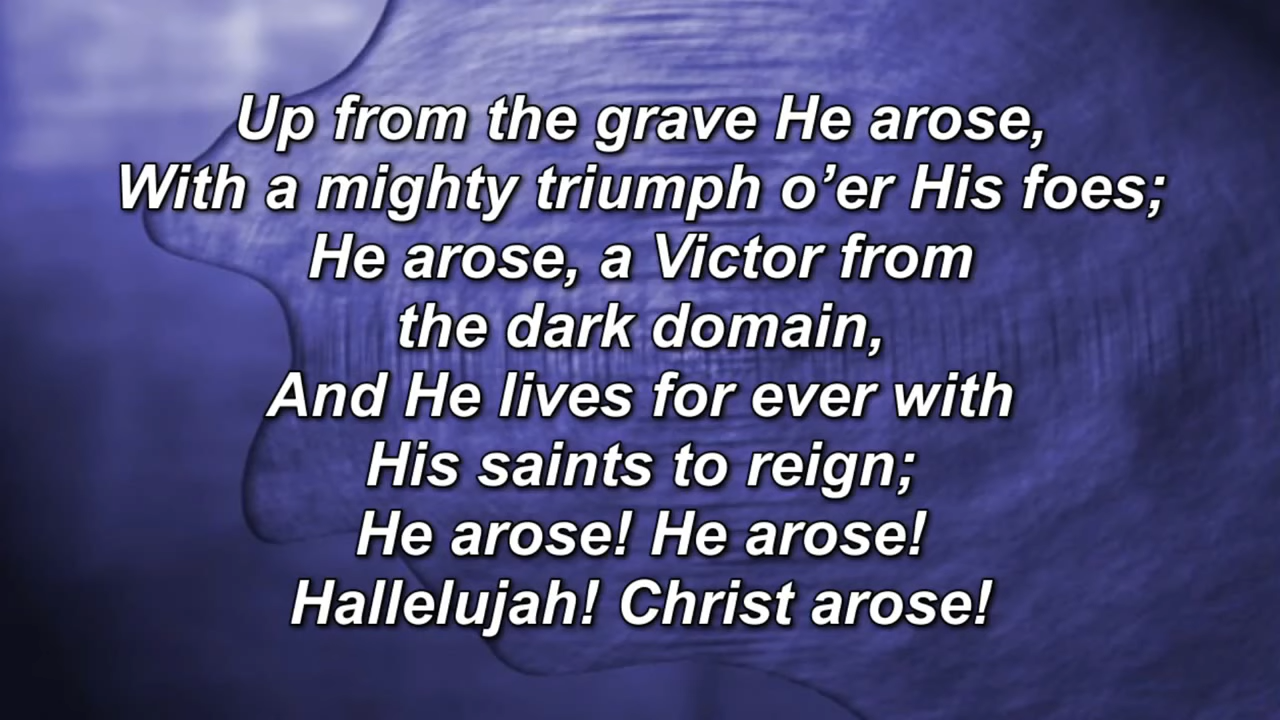 Up from the grave He arose,
With a mighty triumph o’er His foes;
He arose, a Victor from
the dark domain,
And He lives for ever with
His saints to reign;
He arose! He arose!
Hallelujah! Christ arose!